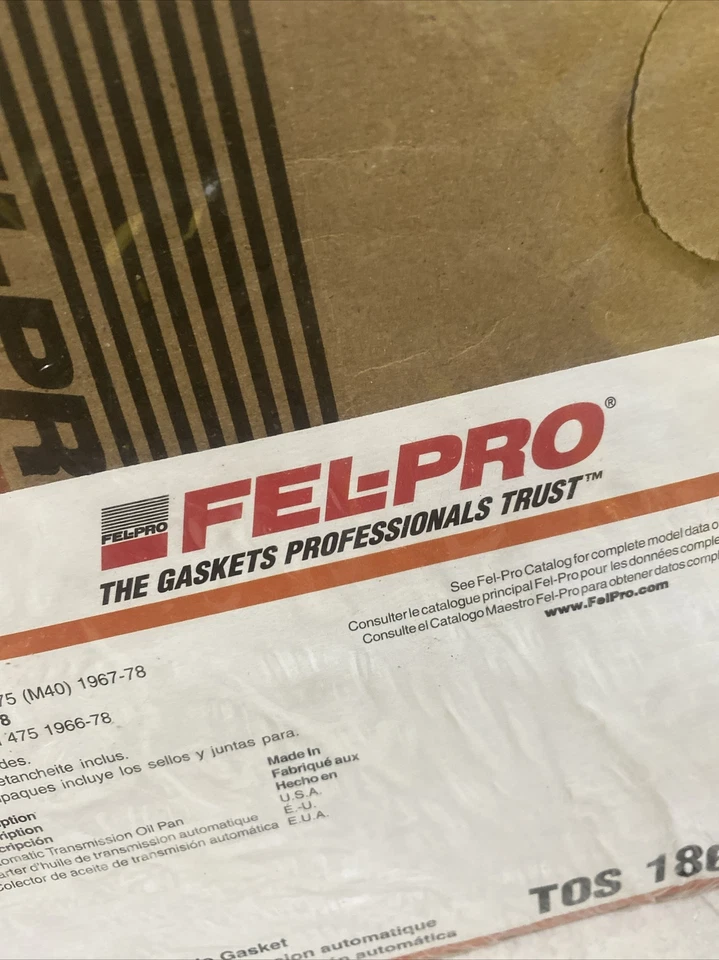 FEL-PRO®
FEL-PRO
THE GASKETS PROFESSIONALS TRUST™
See Fel-Pro Catalog for complete model data
Consulter le catalogue principal Fel-Pro pour les données
Consulte el Catalogo Maestro Fel-Pro para obtener datos
www.FelPro.com
75 (M40) 1967-78
8
475 1966-78
des.
etancheite inclus.
paques incluye los sellos y juntas para.
Made In
Fabriqué aux
Hecho en
U.S.A.
É.-U.
E.U.A.
ption
ription
cripción
omatic Transmission Oil Pan
arter d'huile de transmission automatique
Colector de aceite de transmisión automática
TOS 18
Gasket
ion automatique
ión automática